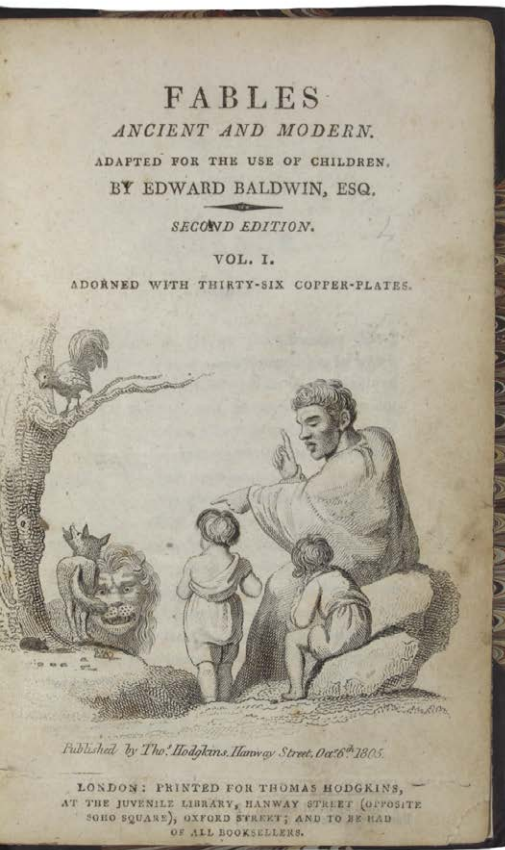 FABLES
ANCIENT AND MODERN.
ADAPTED FOR THE USE OF CHILDREN.
BY EDWARD BALDWIN, ESQ.
SECOND EDITION.
VOL. I.
ADORNED WITH THIRTY-SIX COPPER-PLATES.
Published by Thoˢ. Hodgkins, Hanway Street, Octʳ 6ᵗʰ 1805.
LONDON: PRINTED FOR THOMAS HODGKINS,
AT THE JUVENILE LIBRARY, HANWAY STREET (OPPOSITE
SOHO SQUARE), OXFORD STREET; AND TO BE HAD
OF ALL BOOKSELLERS.